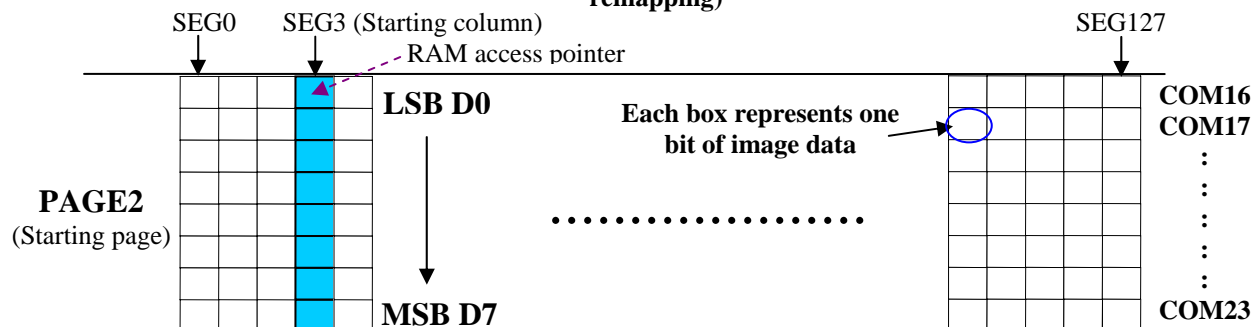 remapping)
SEG0
SEG3 (Starting column)
SEG127
RAM access pointer
LSB D0
Each box represents one
bit of image data
COM16
COM17
:
:
:
:
:
PAGE2
(Starting page)
...................
MSB D7
COM23